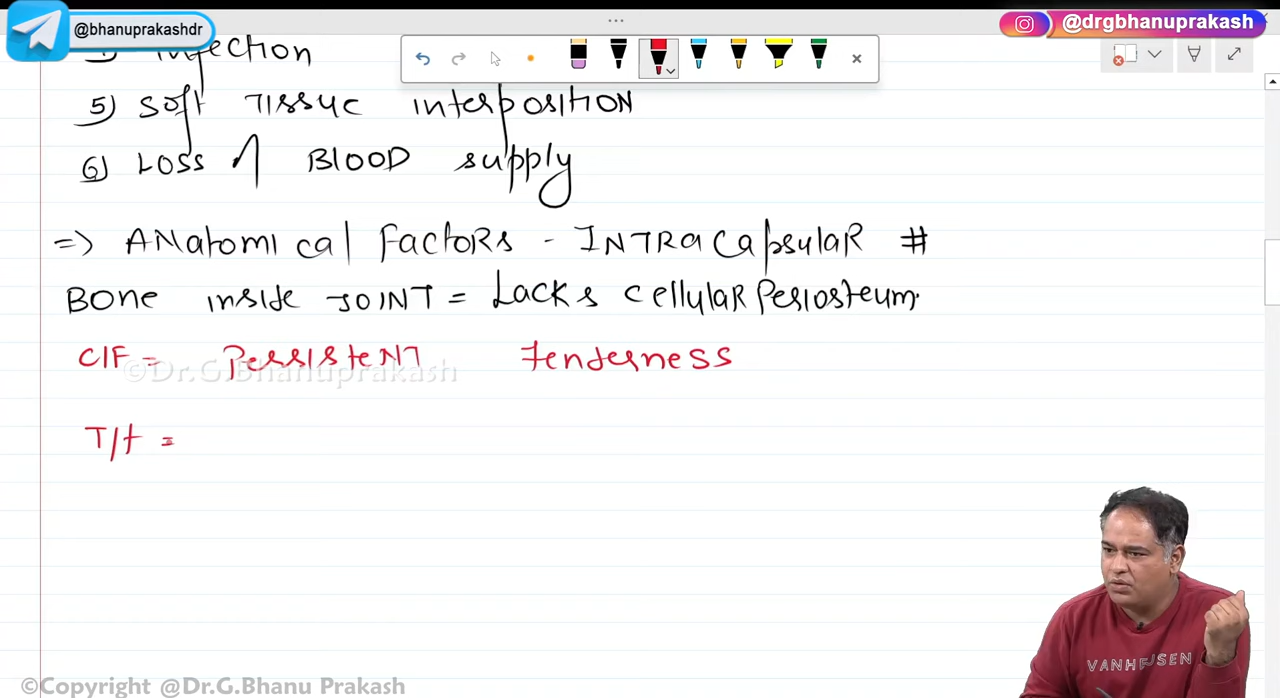 @bhanuprakashdr
@drgbhanuprakash
Infection
5) Soft Tissue interposition
6) Loss of BLOOD supply
=> ANatomical FactoRs - INTRACapsulaR #
BONE inside JOINT = Lacks cellulaR Periosteum.
C/F = PersisteNT Tenderness
©Dr.G.Bhanuprakash
T/t =
VANHEUSEN
©Copyright @Dr.G.Bhanu Prakash